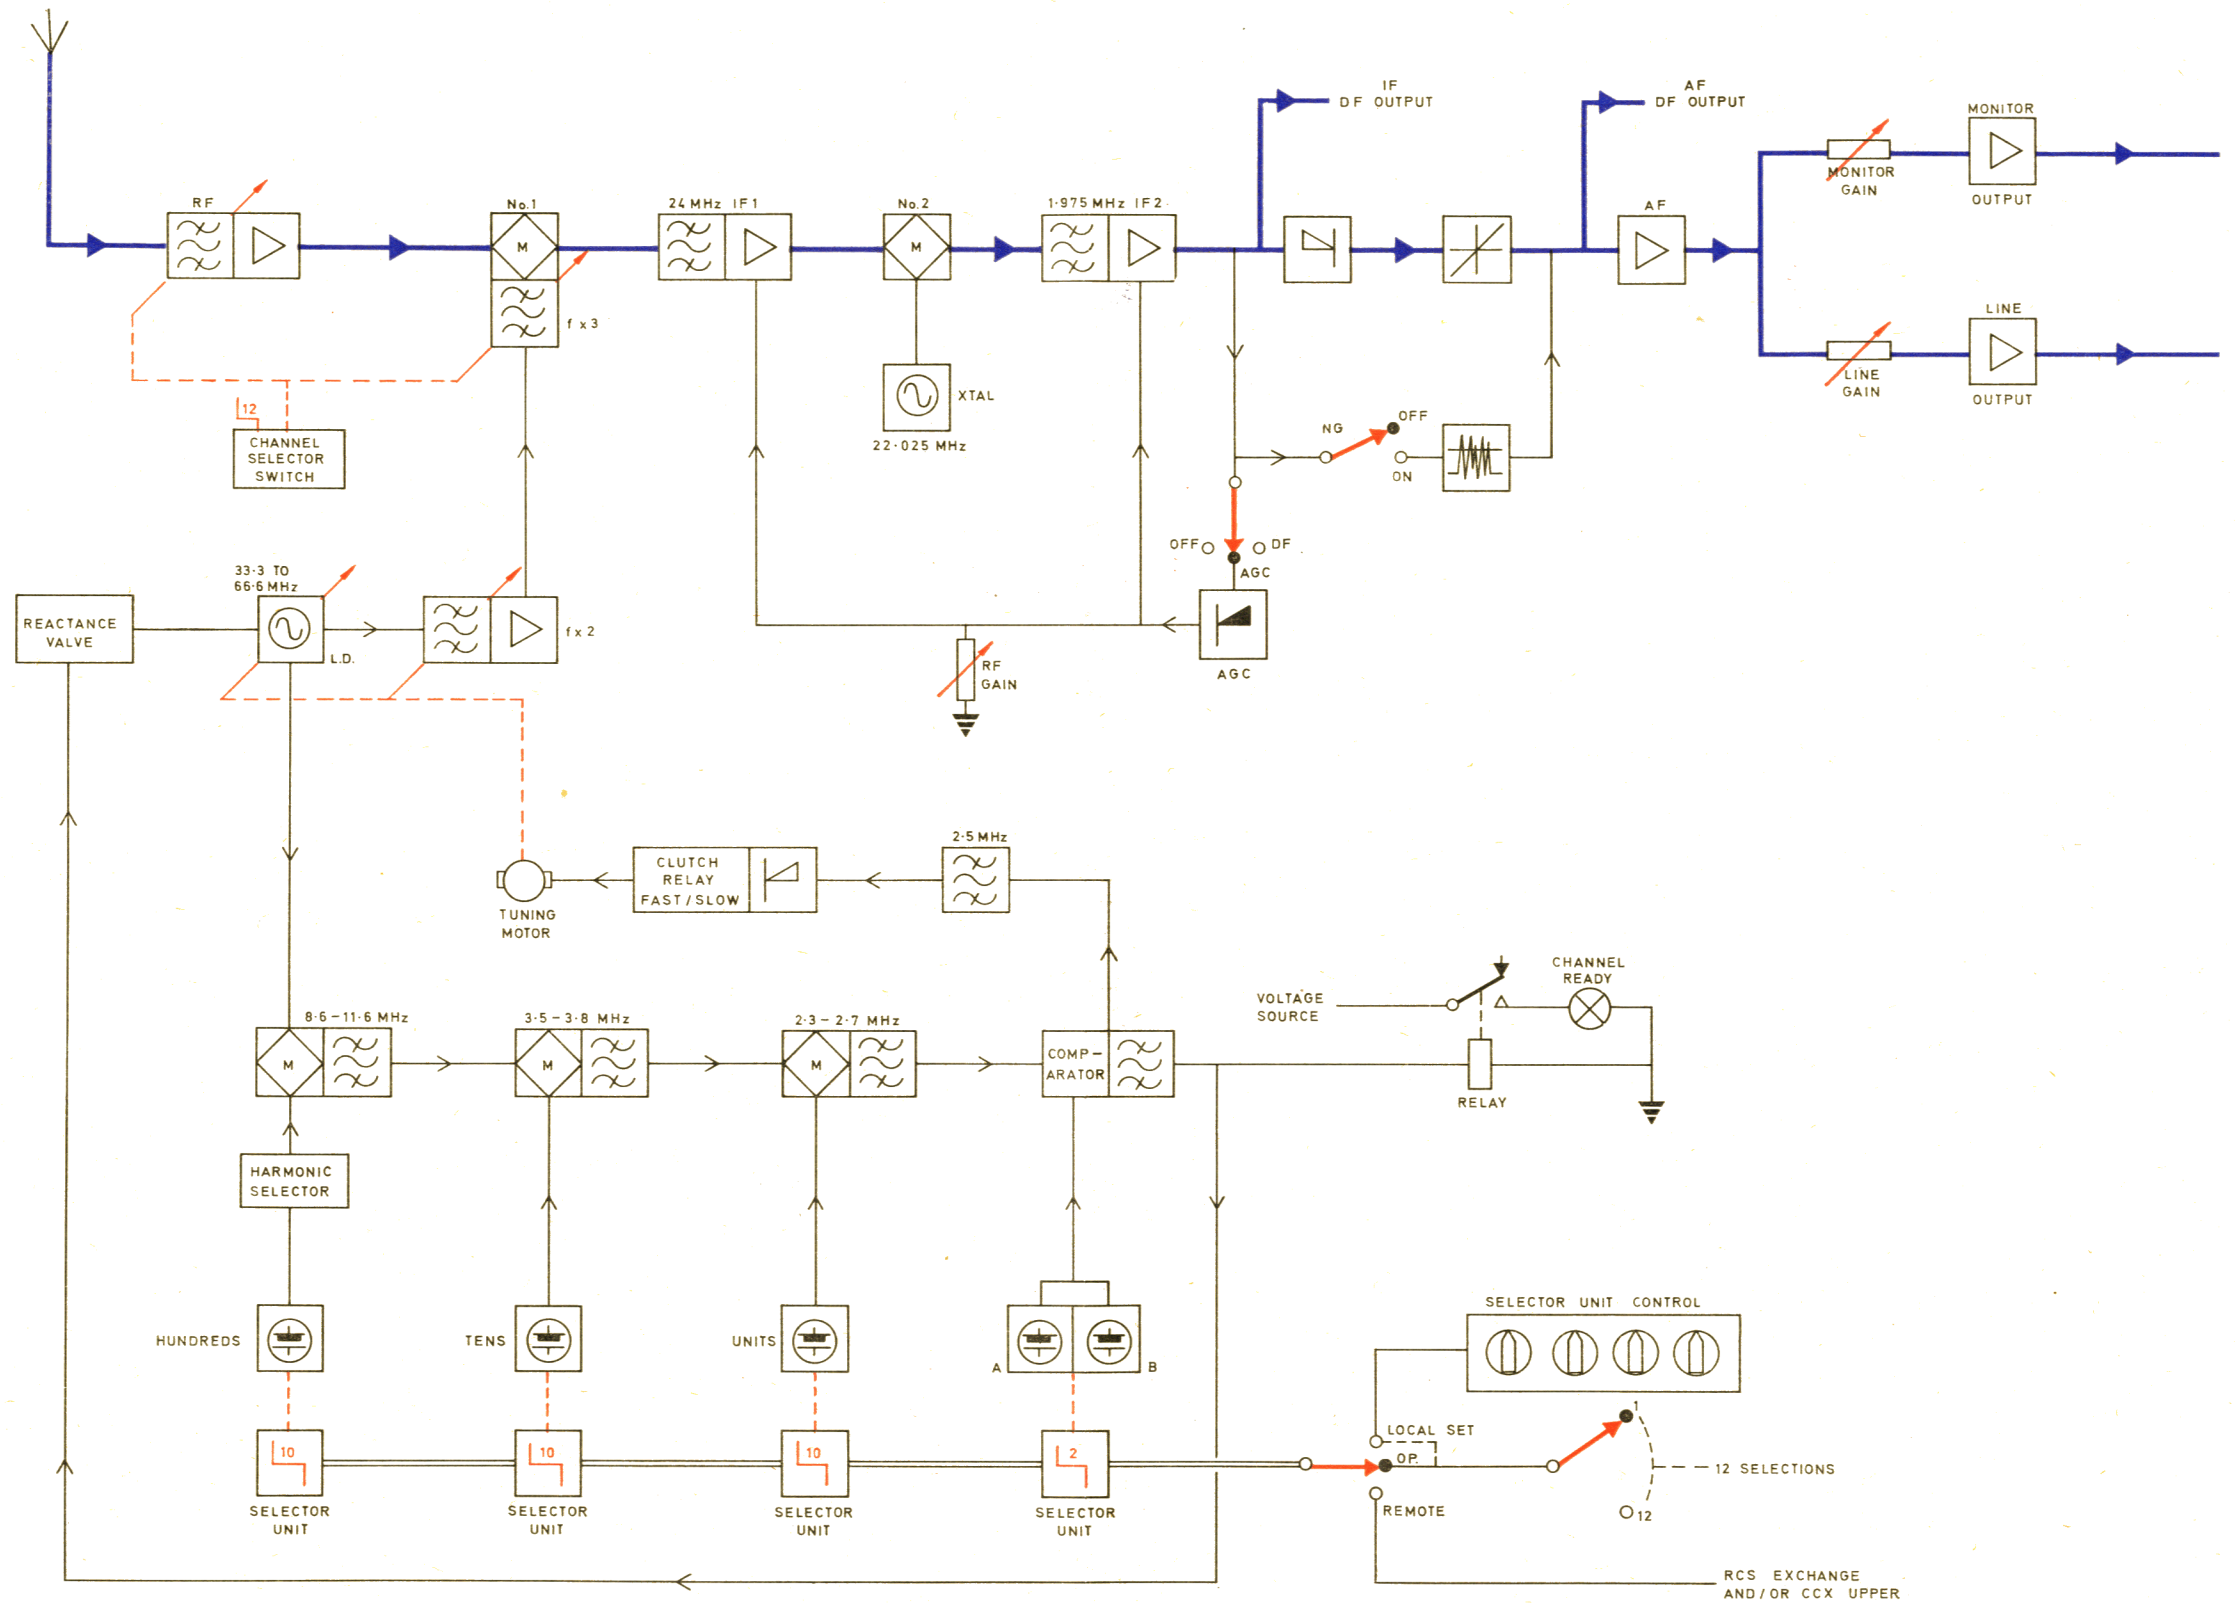 IF
DF OUTPUT
AF
DF OUTPUT
MONITOR
MONITOR
GAIN
OUTPUT
RF
No.1
M
24 MHz IF1
No.2
M
1·975 MHz IF2
AF
f x 3
LINE
LINE
GAIN
OUTPUT
XTAL
22·025 MHz
12
CHANNEL
SELECTOR
SWITCH
NG
OFF
ON
OFF
DF
AGC
AGC
RF
GAIN
33·3 TO
66·6 MHz
REACTANCE
VALVE
L.D.
f x 2
2·5 MHz
CLUTCH
RELAY
FAST/SLOW
TUNING
MOTOR
CHANNEL
READY
VOLTAGE
SOURCE
RELAY
8·6–11·6 MHz
M
3·5–3·8 MHz
M
2·3–2·7 MHz
M
COMP–
ARATOR
HARMONIC
SELECTOR
HUNDREDS
TENS
UNITS
A
B
SELECTOR UNIT CONTROL
10
10
10
2
SELECTOR
UNIT
SELECTOR
UNIT
SELECTOR
UNIT
SELECTOR
UNIT
LOCAL SET
OP.
REMOTE
1
12 SELECTIONS
12
RCS EXCHANGE
AND/OR CCX UPPER